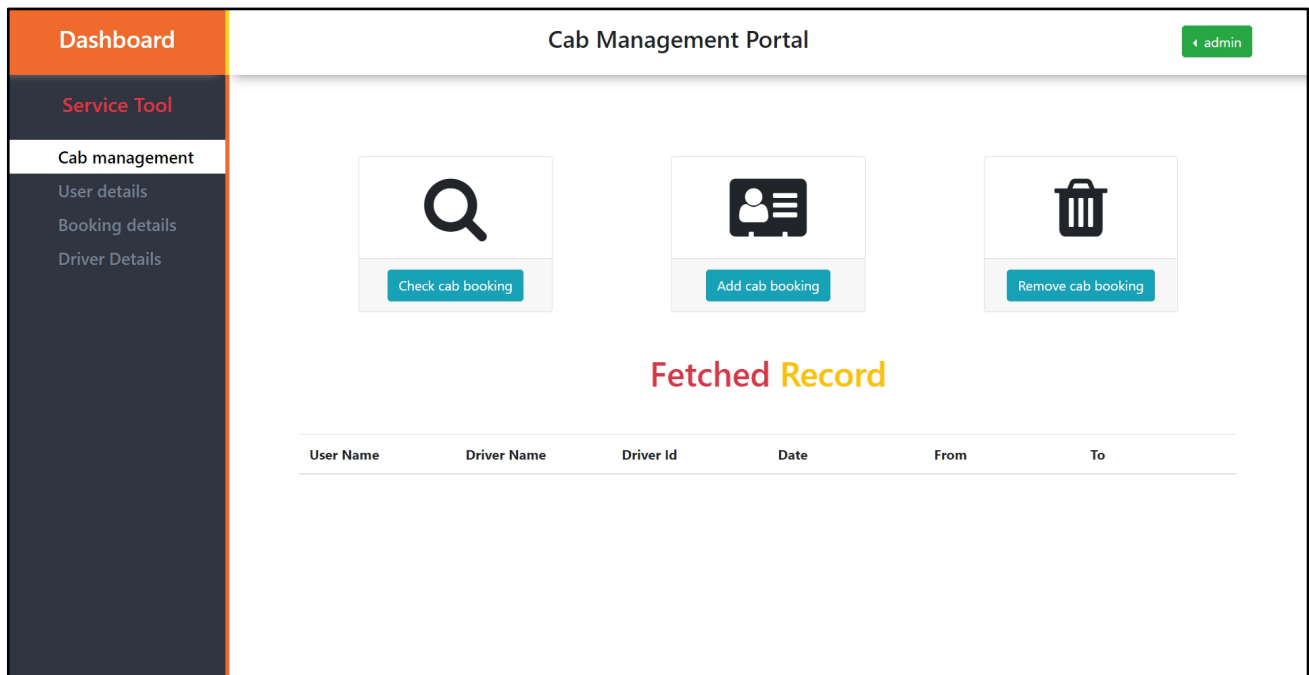 Dashboard
Cab Management Portal
admin
Service Tool
Cab management
User details
Booking details
Driver Details
Check cab booking
Add cab booking
Remove cab booking
Fetched Record
User Name Driver Name Driver Id Date From To